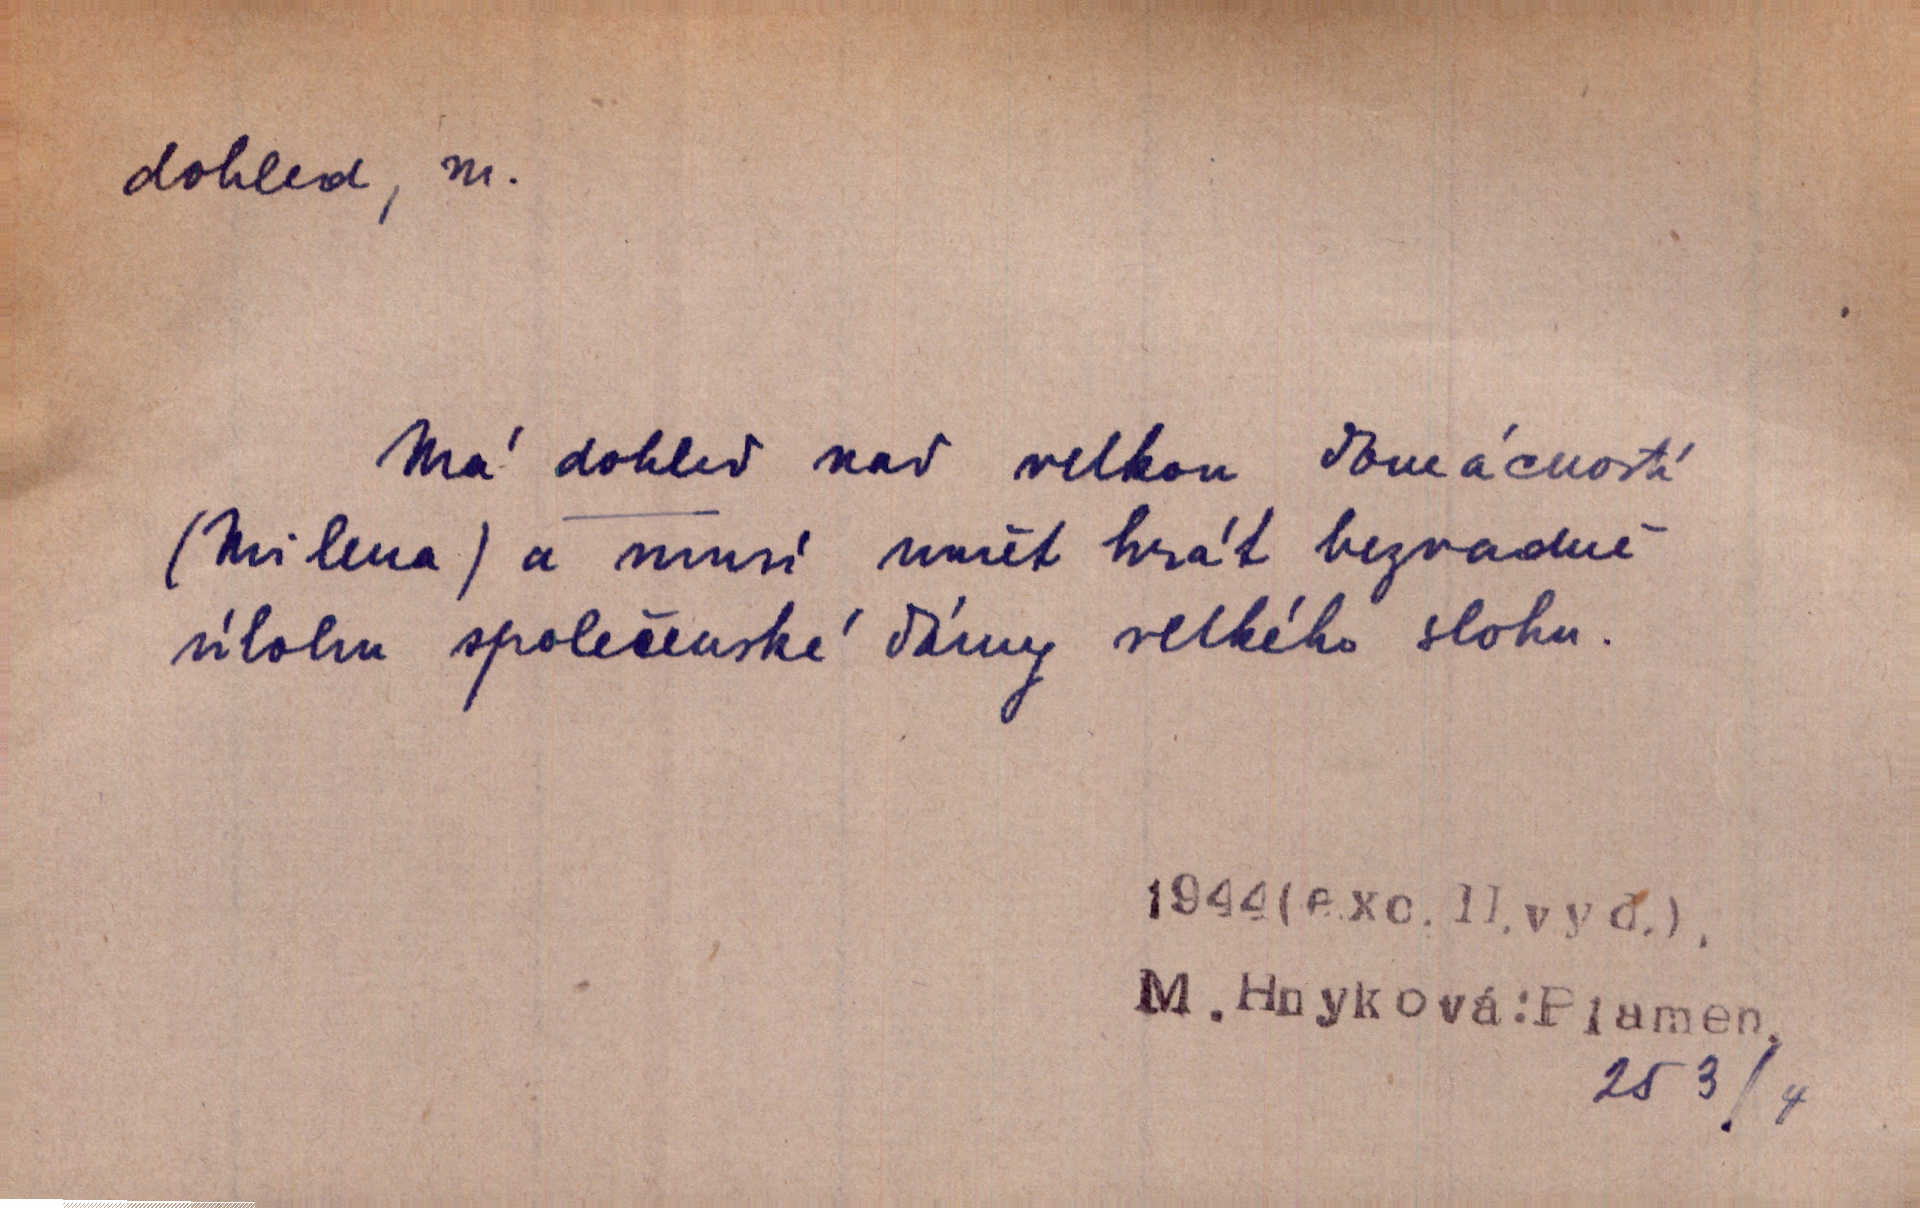 dohled, m.
Má dohled nad velkou domácností
(Milena) a musí umět hrát bezvadně
úlohu společenské dámy velkého slohu.
1944(exc. II.vyd.),
M.Hnyková:Plamen,
253/4